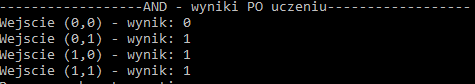 ------------------AND - wyniki PO uczeniu------------------
Wejscie (0,0) - wynik: 0
Wejscie (0,1) - wynik: 1
Wejscie (1,0) - wynik: 1
Wejscie (1,1) - wynik: 1